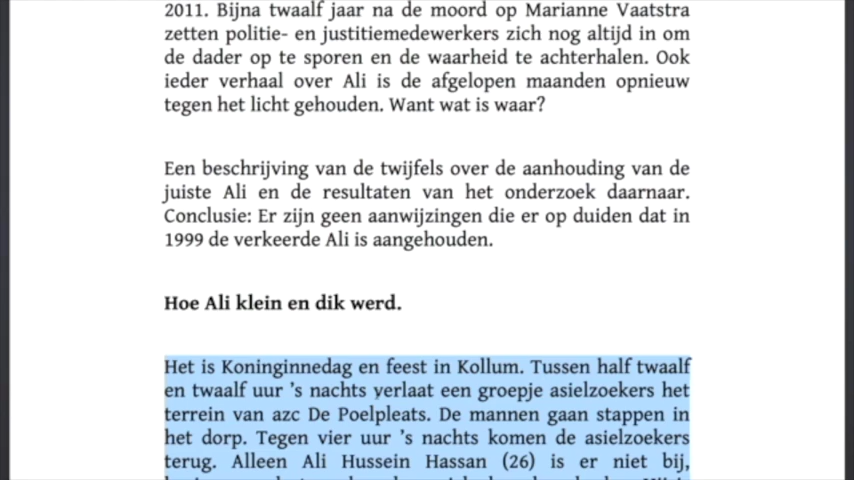 2011. Bijna twaalf jaar na de moord op Marianne Vaatstra
zetten politie- en justitiemedewerkers zich nog altijd in om
de dader op te sporen en de waarheid te achterhalen. Ook
ieder verhaal over Ali is de afgelopen maanden opnieuw
tegen het licht gehouden. Want wat is waar?
Een beschrijving van de twijfels over de aanhouding van de
juiste Ali en de resultaten van het onderzoek daarnaar.
Conclusie: Er zijn geen aanwijzingen die er op duiden dat in
1999 de verkeerde Ali is aangehouden.
Hoe Ali klein en dik werd.
Het is Koninginnedag en feest in Kollum. Tussen half twaalf
en twaalf uur ’s nachts yerlaat een groepje asielzoekers het
terrein van azc De Poelpleats. De mannen gaan stappen in
het dorp. Tegen vier uur ’s nachts komen de asielzoekers
terug. Alleen Ali Hussein Hassan (26) is er niet bij,